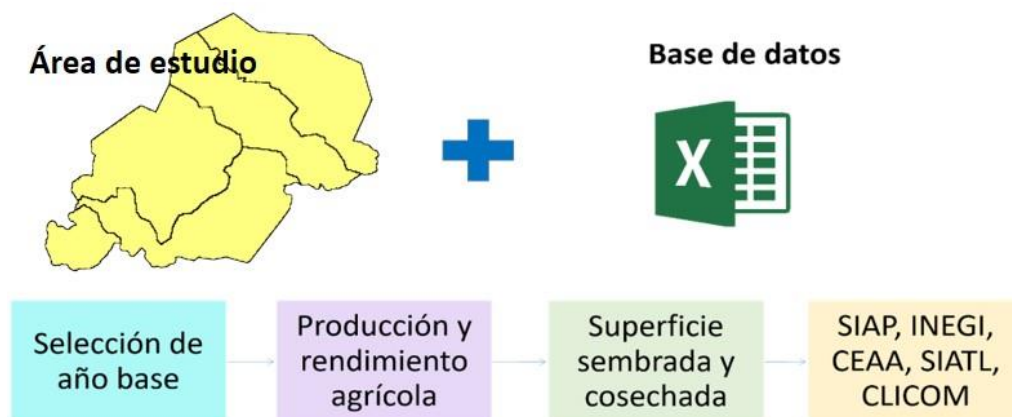 Área de estudio
Base de datos
X
Selección de
año base
Producción y
rendimiento
agrícola
Superficie
sembrada y
cosechada
SIAP, INEGI,
CEAA, SIATL,
CLICOM